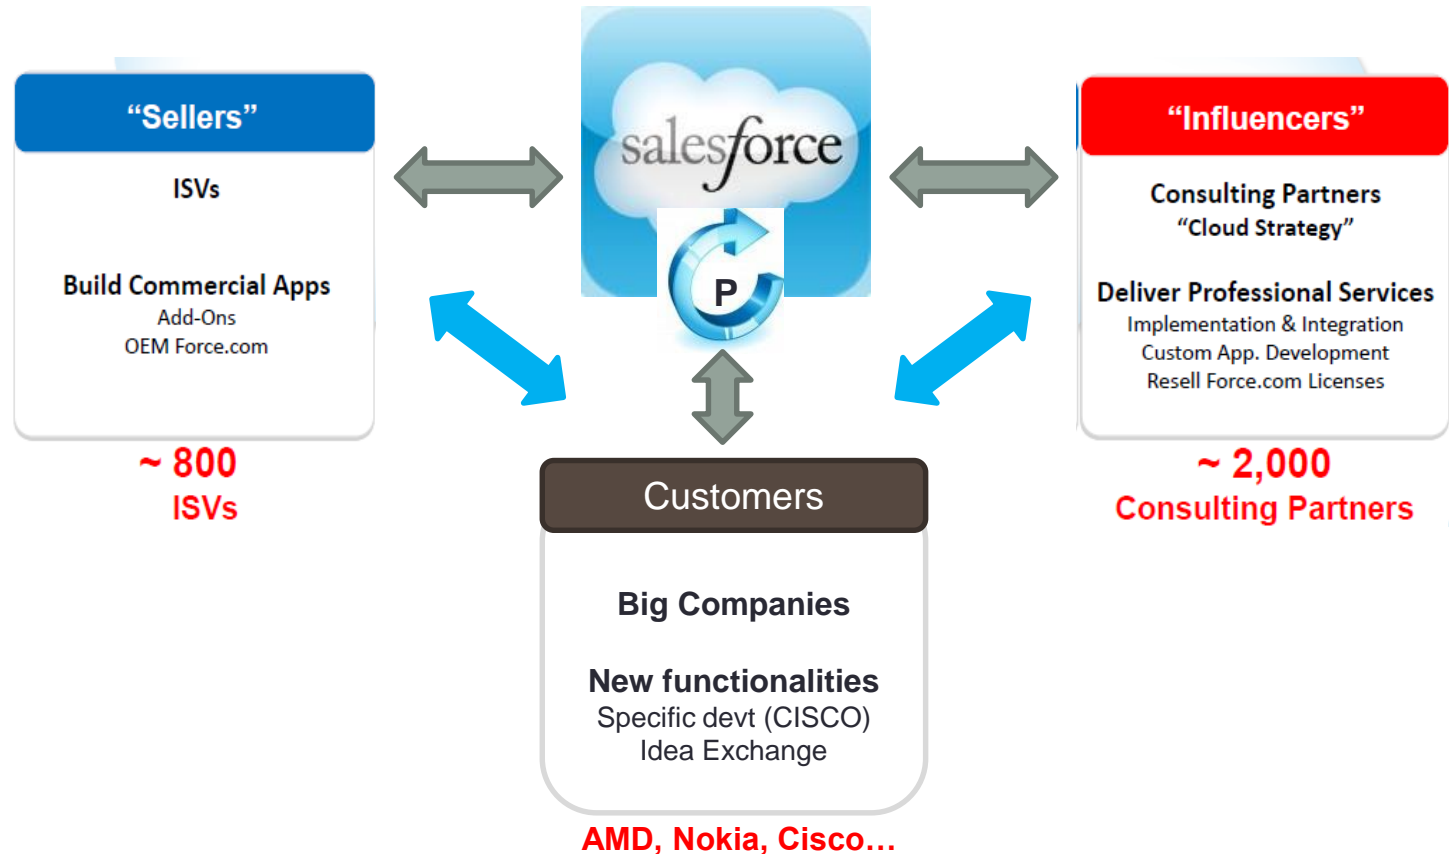 salesforce
P
“Sellers”
ISVs
Build Commercial Apps
Add-Ons
OEM Force.com
~ 800
ISVs
“Influencers”
Consulting Partners
“Cloud Strategy”
Deliver Professional Services
Implementation & Integration
Custom App. Development
Resell Force.com Licenses
~ 2,000
Consulting Partners
Customers
Big Companies
New functionalities
Specific devt (CISCO)
Idea Exchange
AMD, Nokia, Cisco…